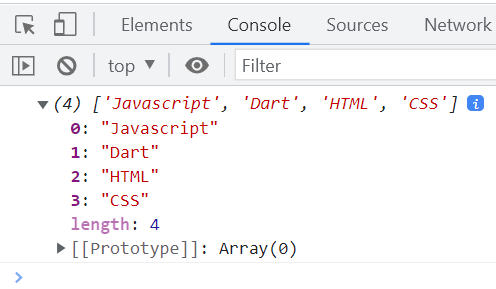 Elements Console Sources Network
top ▼ Filter
▼ (4) ['Javascript', 'Dart', 'HTML', 'CSS'] i
0: "Javascript"
1: "Dart"
2: "HTML"
3: "CSS"
length: 4
▶ [[Prototype]]: Array(0)
>